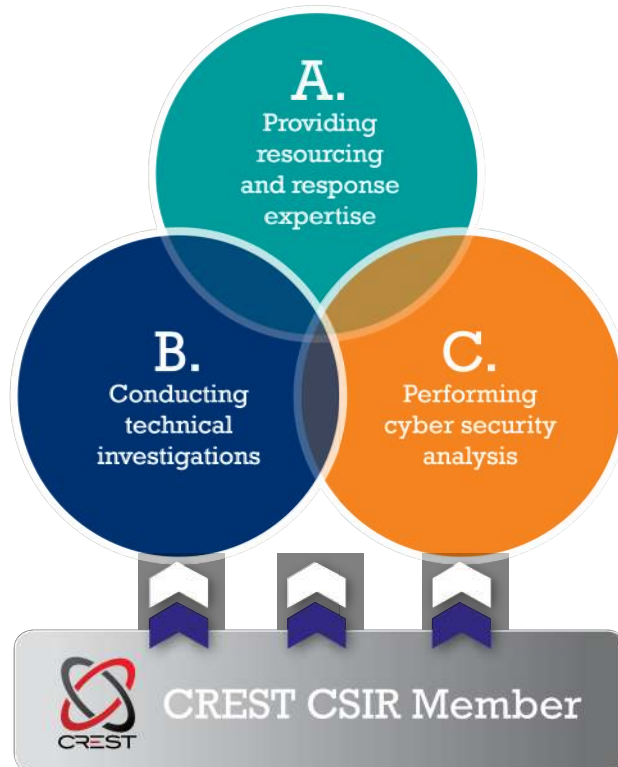 A.
Providing
resourcing
and response
expertise
B.
Conducting
technical
investigations
C.
Performing
cyber security
analysis
CREST
CREST CSIR Member